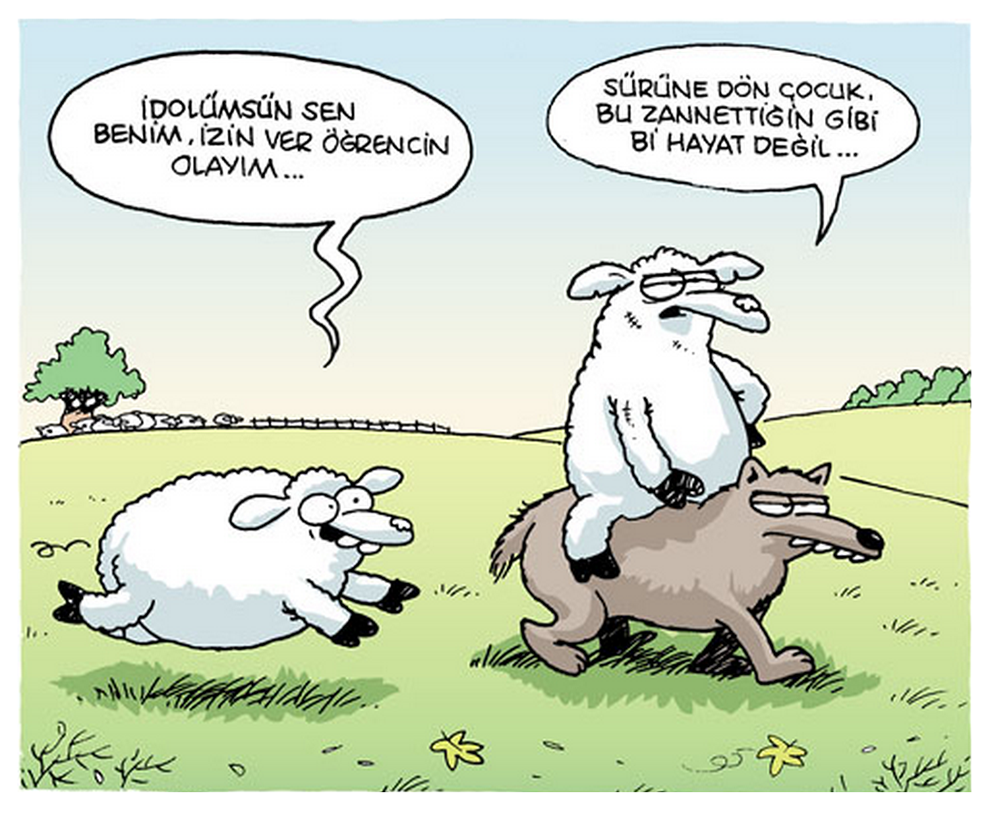 İDOLÜMSÜN SEN
BENİM, İZİN VER ÖĞRENCİN
OLAYIM...
SÜRÜNE DÖN ÇOCUK,
BU ZANNETTİĞİN GİBİ
Bİ HAYAT DEĞİL...